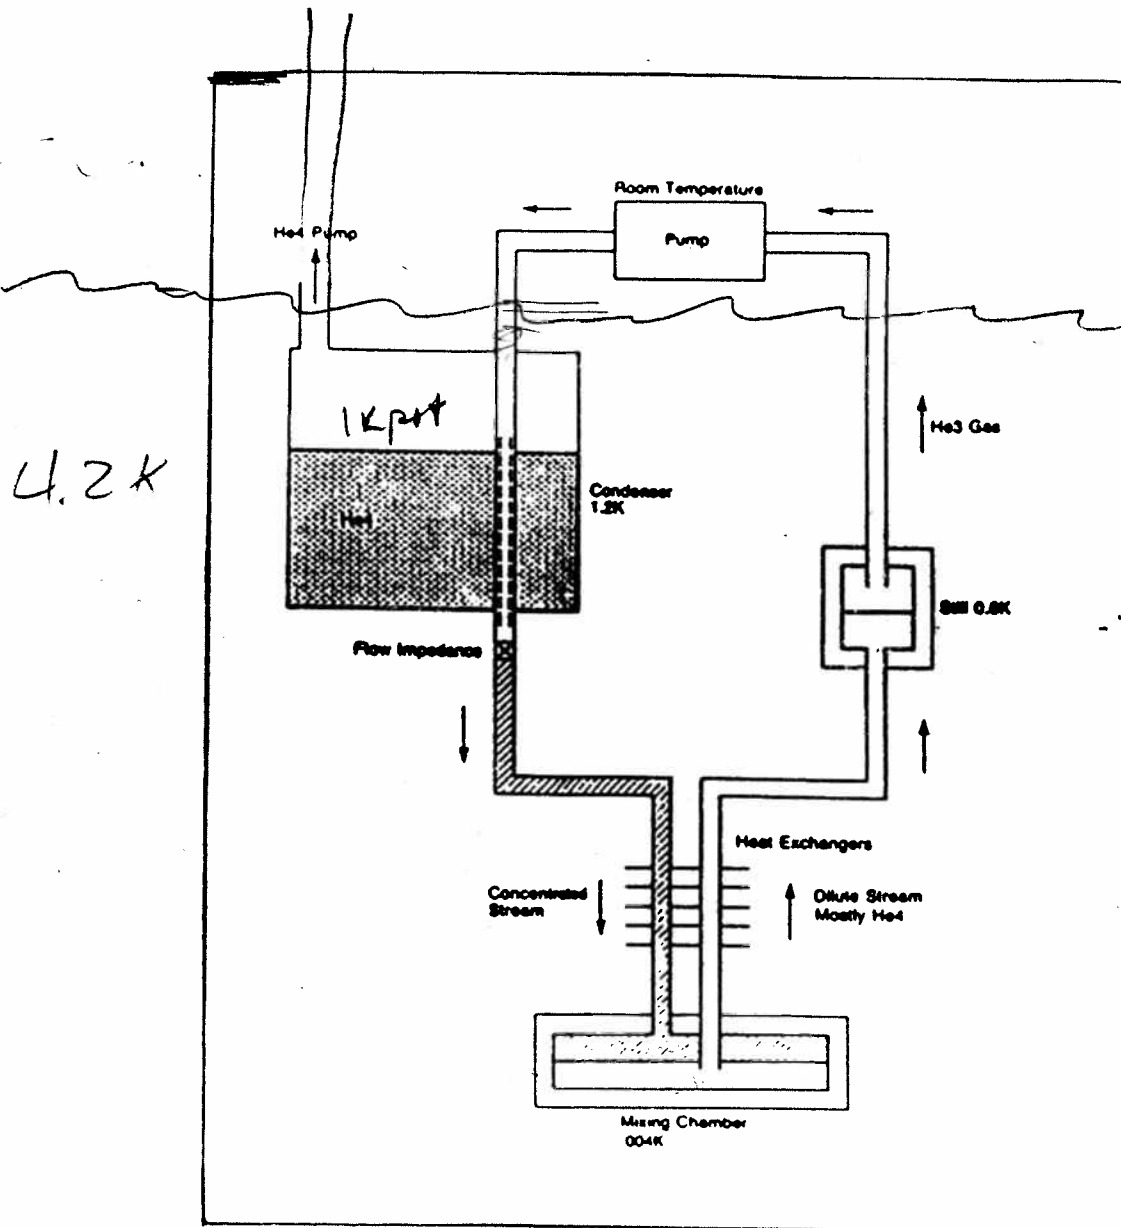 Room Temperature
Pump
He4 Pump
1K pot
He3 Gas
4.2K
Condenser
1.2K
He4
Still 0.6K
Flow Impedance
Heat Exchangers
Concentrated
Stream
Dilute Stream
Mostly He4
Mixing Chamber
004K